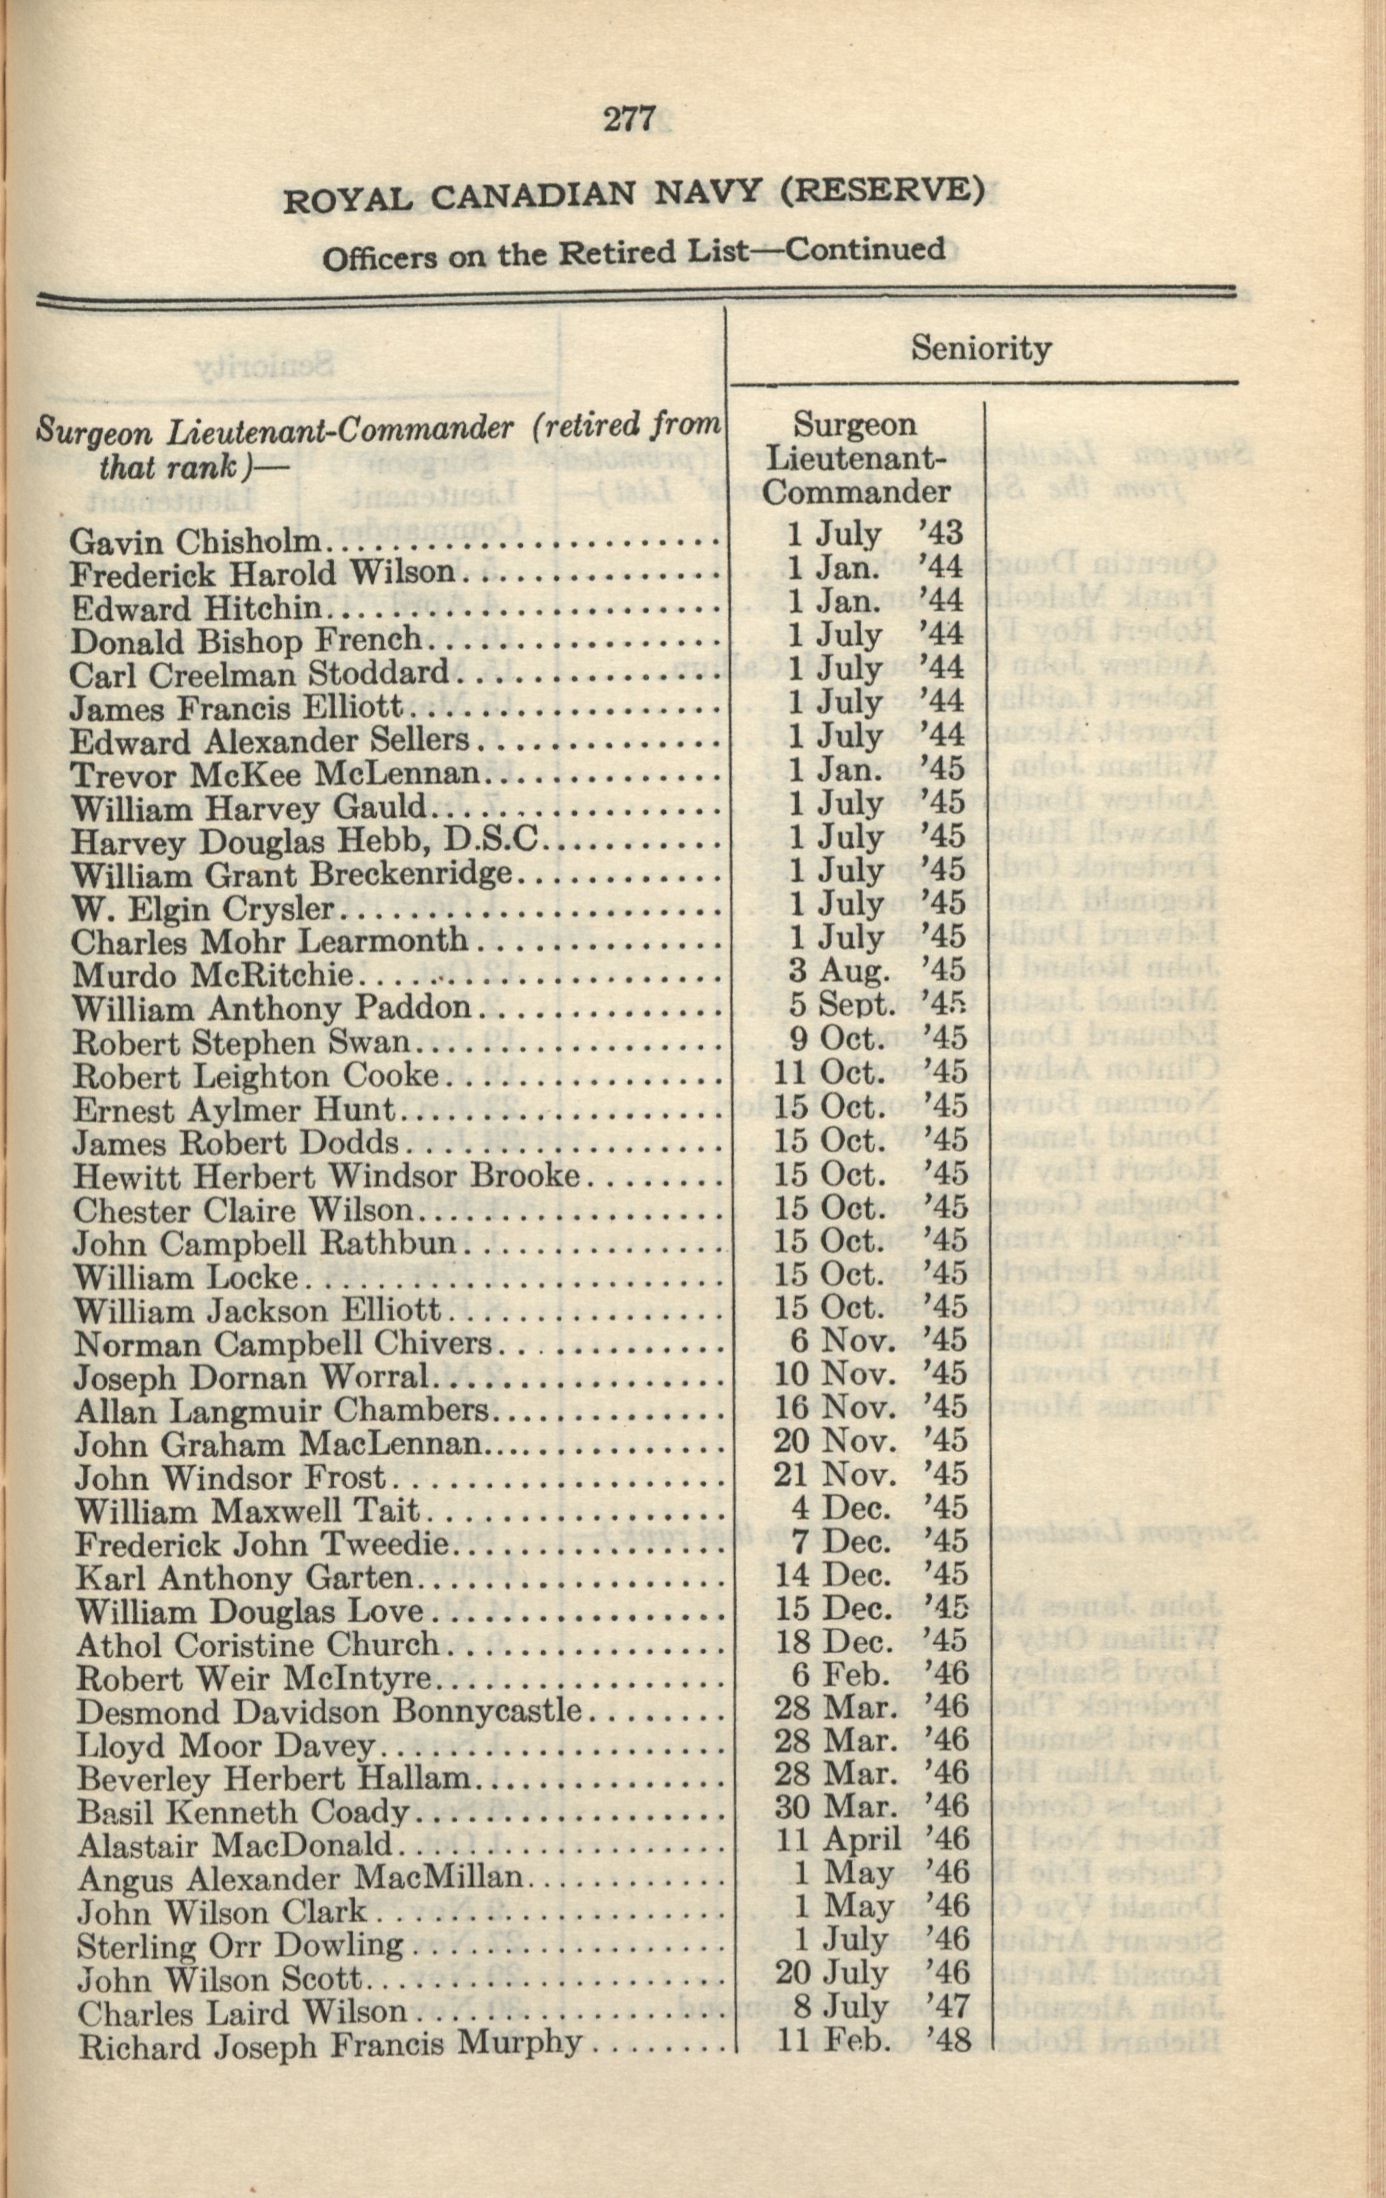 277
ROYAL CANADIAN NAVY (RESERVE)
Officers on the Retired List—Continued
Seniority
Surgeon Lieutenant-Commander (retired from that rank)—
Surgeon Lieutenant-Commander
Gavin Chisholm 1 July '43
Frederick Harold Wilson 1 Jan. '44
Edward Hitchin 1 Jan. '44
Donald Bishop French 1 July '44
Carl Creelman Stoddard 1 July '44
James Francis Elliott 1 July '44
Edward Alexander Sellers 1 July '44
Trevor McKee McLennan 1 Jan. '45
William Harvey Gauld 1 July '45
Harvey Douglas Hebb, D.S.C. 1 July '45
William Grant Breckenridge 1 July '45
W. Elgin Crysler 1 July '45
Charles Mohr Learmonth 1 July '45
Murdo McRitchie 3 Aug. '45
William Anthony Paddon 5 Sept. '45
Robert Stephen Swan 9 Oct. '45
Robert Leighton Cooke 11 Oct. '45
Ernest Aylmer Hunt 15 Oct. '45
James Robert Dodds 15 Oct. '45
Hewitt Herbert Windsor Brooke 15 Oct. '45
Chester Claire Wilson 15 Oct. '45
John Campbell Rathbun 15 Oct. '45
William Locke 15 Oct. '45
William Jackson Elliott 15 Oct. '45
Norman Campbell Chivers 6 Nov. '45
Joseph Dornan Worral 10 Nov. '45
Allan Langmuir Chambers 16 Nov. '45
John Graham MacLennan 20 Nov. '45
John Windsor Frost 21 Nov. '45
William Maxwell Tait 4 Dec. '45
Frederick John Tweedie 7 Dec. '45
Karl Anthony Garten 14 Dec. '45
William Douglas Love 15 Dec. '45
Athol Coristine Church 18 Dec. '45
Robert Weir McIntyre 6 Feb. '46
Desmond Davidson Bonnycastle 28 Mar. '46
Lloyd Moor Davey 28 Mar. '46
Beverley Herbert Hallam 28 Mar. '46
Basil Kenneth Coady 30 Mar. '46
Alastair MacDonald 11 April '46
Angus Alexander MacMillan 1 May '46
John Wilson Clark 1 May '46
Sterling Orr Dowling 1 July '46
John Wilson Scott 20 July '46
Charles Laird Wilson 8 July '47
Richard Joseph Francis Murphy 11 Feb. '48